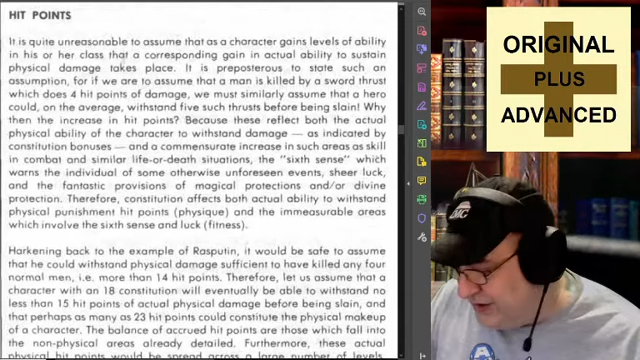 HIT POINTS
It is quite unreasonable to assume that as a character gains levels of ability
in his or her class that a corresponding gain in actual ability to sustain
physical damage takes place. It is preposterous to state such an
assumption, for if we are to assume that a man is killed by a sword thrust
which does 4 hit points of damage, we must similarly assume that a hero
could, on the average, withstand five such thrusts before being slain! Why
then the increase in hit points? Because these reflect both the actual
physical ability of the character to withstand damage — as indicated by
constitution bonuses — and a commensurate increase in such areas as skill
in combat and similar life-or-death situations, the "sixth sense" which
warns the individual of some otherwise unforeseen events, sheer luck,
and the fantastic provisions of magical protections and/or divine
protection. Therefore, constitution affects both actual ability to withstand
physical punishment hit points (physique) and the immeasurable areas
which involve the sixth sense and luck (fitness).
Harkening back to the example of Rasputin, it would be safe to assume
that he could withstand physical damage sufficient to have killed any four
normal men, i.e. more than 14 hit points. Therefore, let us assume that a
character with an 18 constitution will eventually be able to withstand no
less than 15 hit points of actual physical damage before being slain, and
that perhaps as many as 23 hit points could constitute the physical makeup
of a character. The balance of accrued hit points are those which fall into
the non-physical areas already detailed. Furthermore, these actual
physical hit points would be spread across a large number of levels,
ORIGINAL
PLUS
ADVANCED